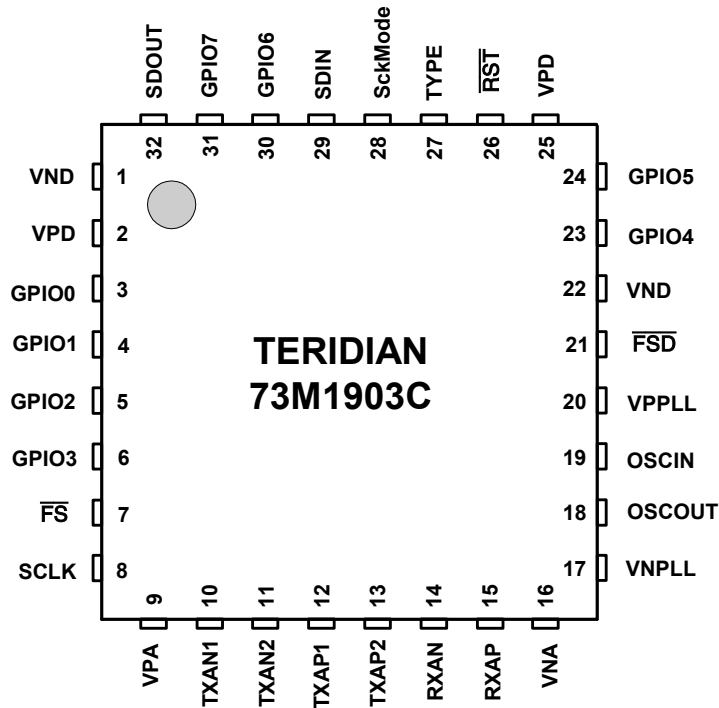 SDOUT
GPIO7
GPIO6
SDIN
SckMode
TYPE
RST
VPD
32
31
30
29
28
27
26
25
VND 1
VPD 2
GPIO0 3
GPIO1 4
GPIO2 5
GPIO3 6
FS 7
SCLK 8
TERIDIAN
73M1903C
24 GPIO5
23 GPIO4
22 VND
21 FSD
20 VPPLL
19 OSCIN
18 OSCOUT
17 VNPLL
9
10
11
12
13
14
15
16
VPA
TXAN1
TXAN2
TXAP1
TXAP2
RXAN
RXAP
VNA